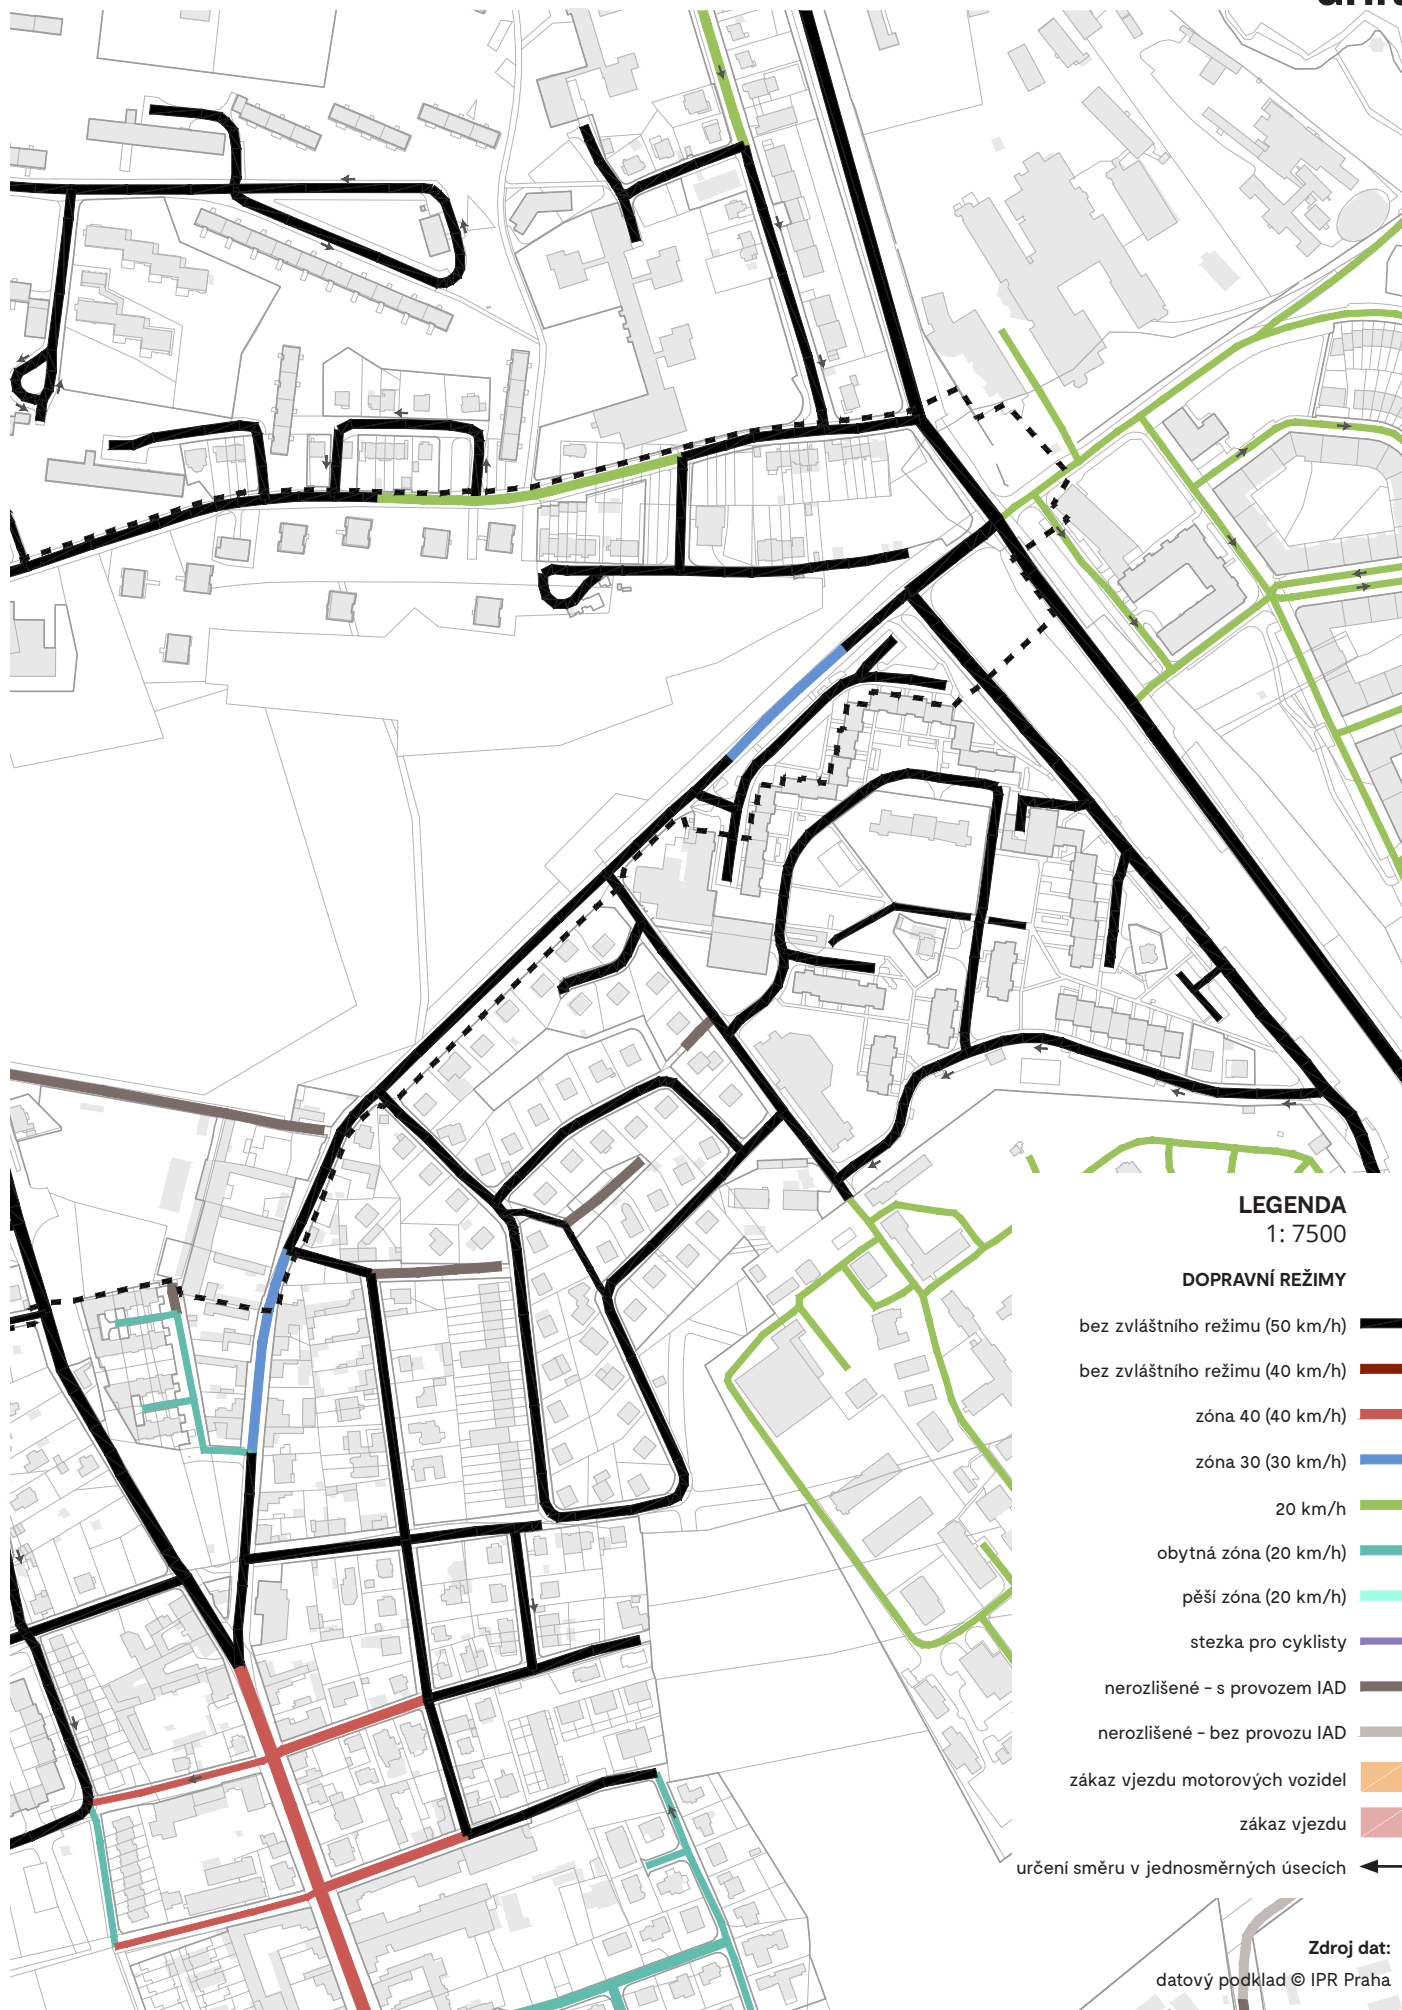 LEGENDA
1: 7500
DOPRAVNÍ REŽIMY
bez zvláštního režimu (50 km/h)
bez zvláštního režimu (40 km/h)
zóna 40 (40 km/h)
zóna 30 (30 km/h)
20 km/h
obytná zóna (20 km/h)
pěší zóna (20 km/h)
stezka pro cyklisty
nerozlišené - s provozem IAD
nerozlišené - bez provozu IAD
zákaz vjezdu motorových vozidel
zákaz vjezdu
určení směru v jednosměrných úsecích
Zdroj dat:
datový podklad © IPR Praha